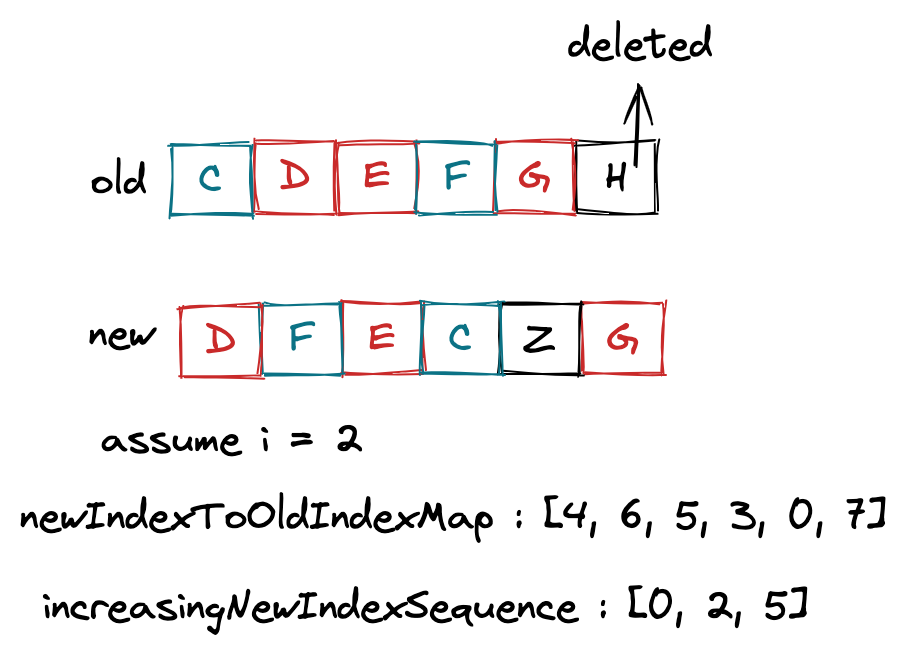 deleted
old C D E F G H
new D F E C Z G
assume i = 2
newIndexToOldIndexMap : [4, 6, 5, 3, 0, 7]
increasingNewIndexSequence : [0, 2, 5]